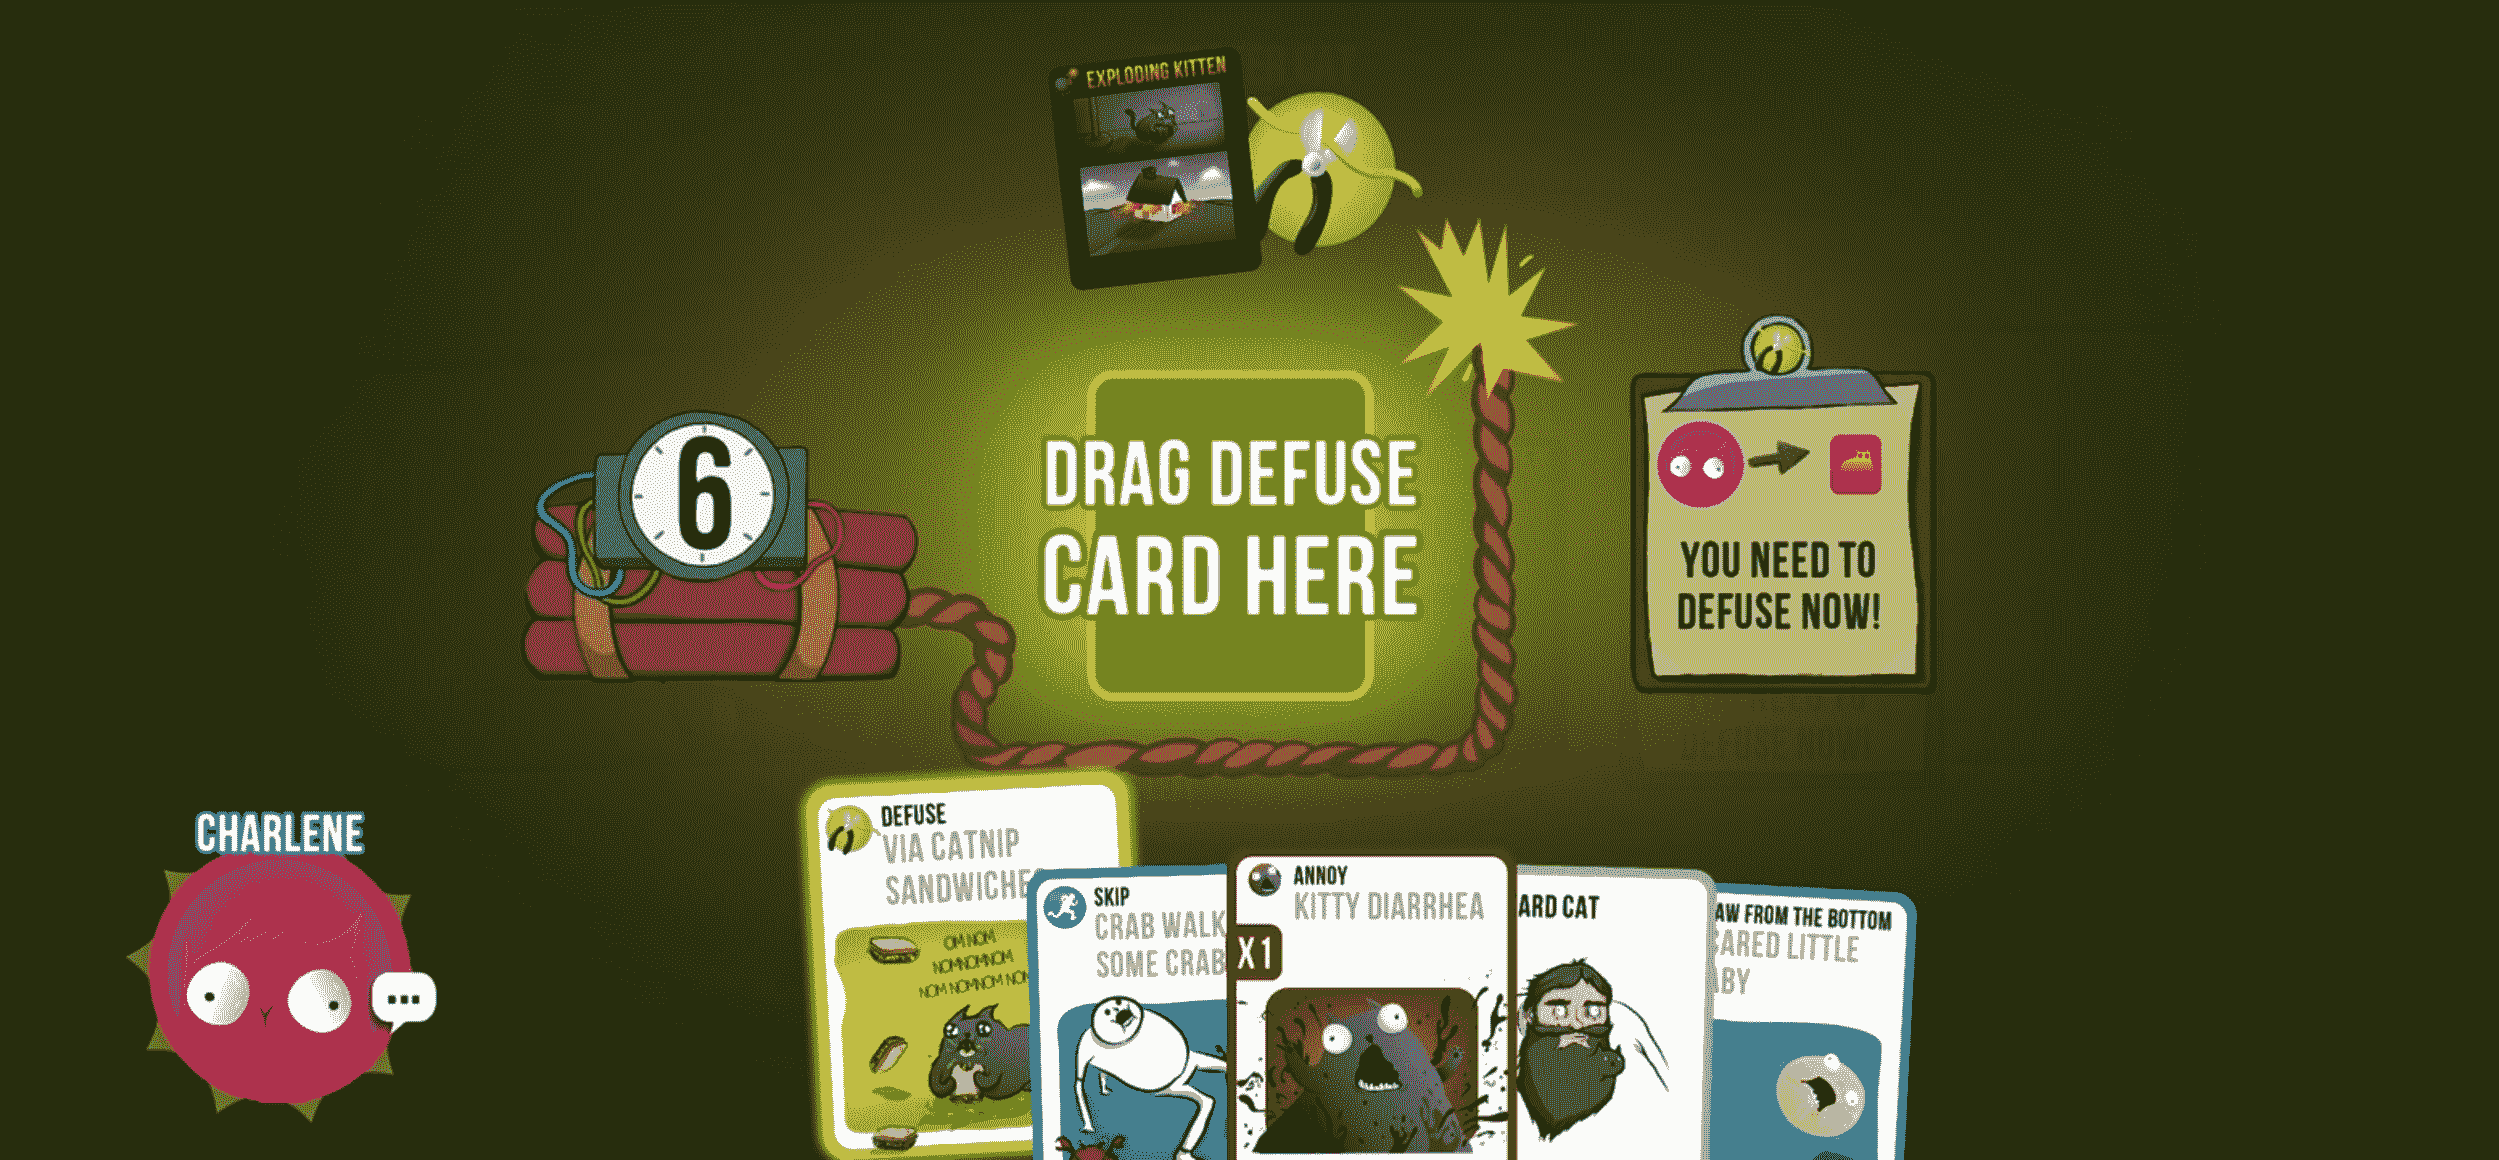 EXPLODING KITTEN
6
DRAG DEFUSE
CARD HERE
YOU NEED TO
DEFUSE NOW!
CHARLENE
DEFUSE
VIA CATNIP
SANDWICHES
OM NOM
NOMNOMNOM
NOM NOMNOM NOM
SKIP
CRAB WALK
SOME CRAB
ANNOY
KITTY DIARRHEA
X1
ARD CAT
AW FROM THE BOTTOM
ARED LITTLE
ABY